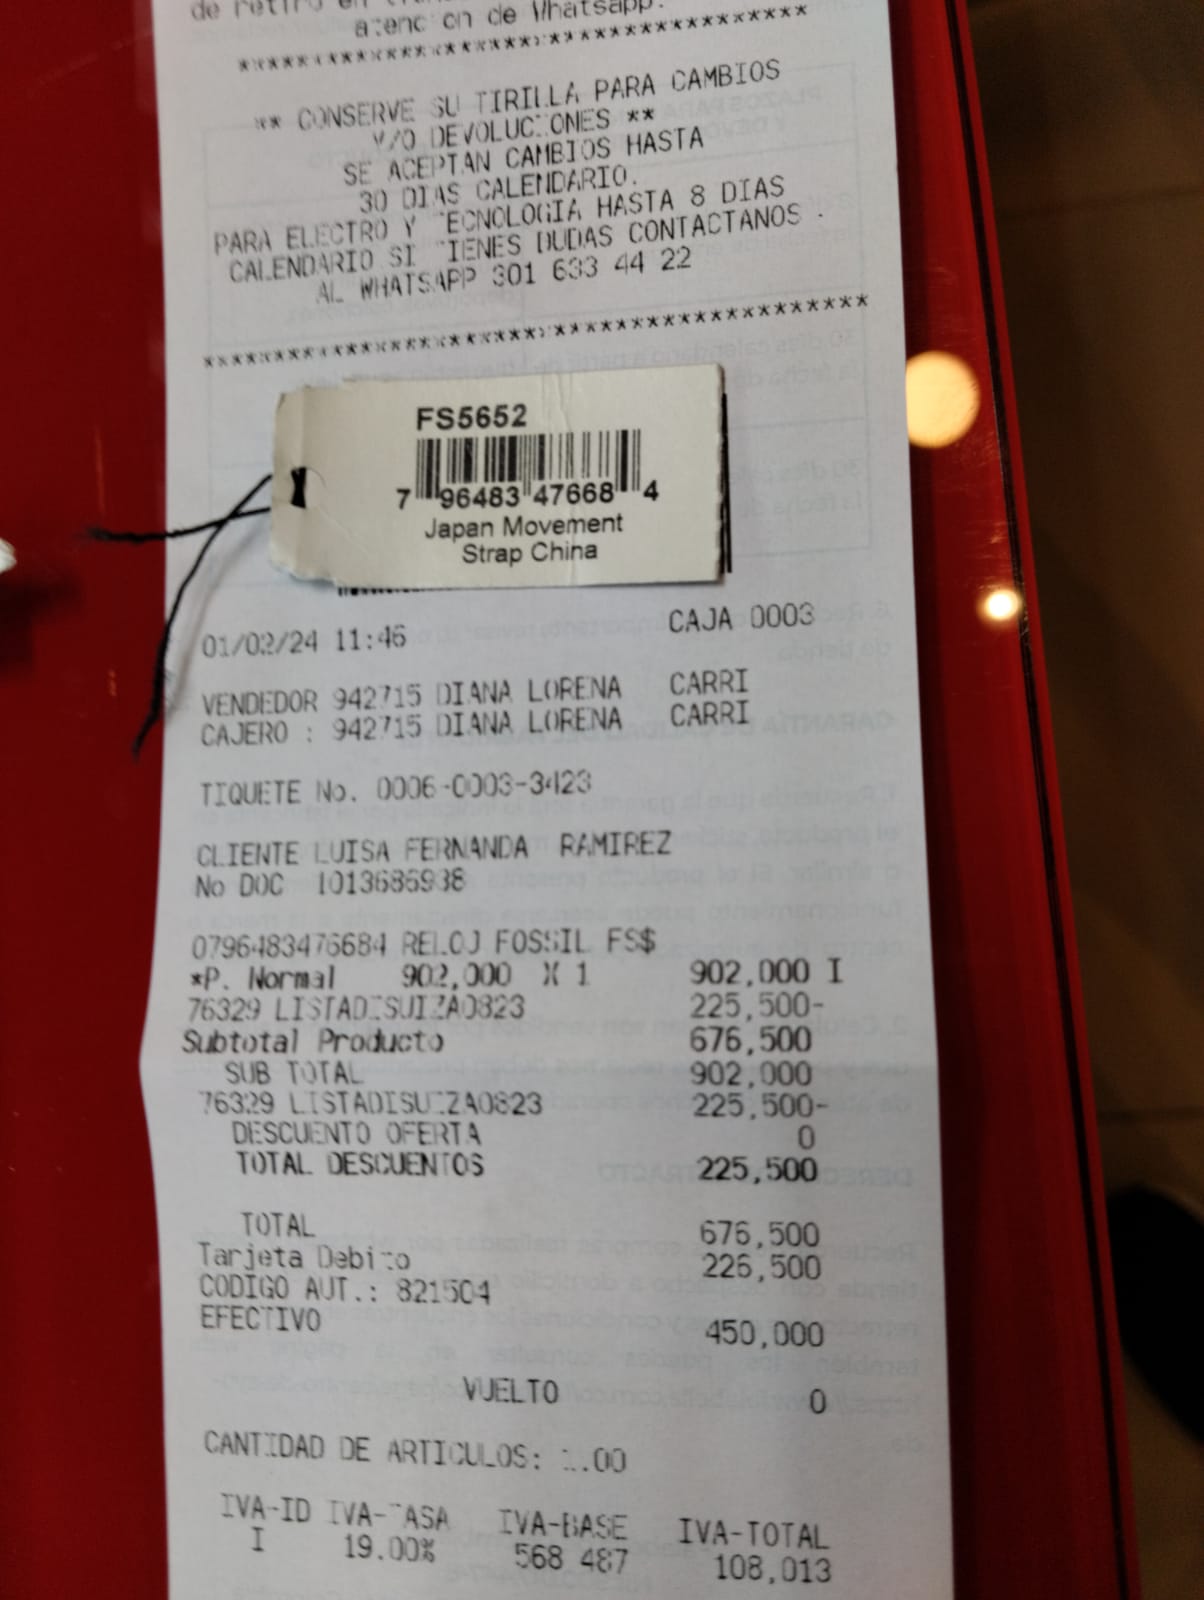 de retiro en
atencion de Whatsapp.
****************************************
** CONSERVE SU TIRILLA PARA CAMBIOS
Y/O DEVOLUCIONES **
SE ACEPTAN CAMBIOS HASTA
30 DIAS CALENDARIO.
PARA ELECTRO Y TECNOLOGIA HASTA 8 DIAS
CALENDARIO SI TIENES DUDAS CONTACTANOS .
AL WHATSAPP 301 633 44 22
****************************************
FS5652
7 96483 47668 4
Japan Movement
Strap China
01/02/24 11:46 CAJA 0003
VENDEDOR 942715 DIANA LORENA CARRI
CAJERO : 942715 DIANA LORENA CARRI
TIQUETE No. 0006-0003-3423
CLIENTE LUISA FERNANDA RAMIREZ
No DOC 1013686938
0796483476684 RELOJ FOSSIL FS$
*P. Normal 902,000 X 1 902,000 I
76329 LISTADISUIZA0823 225,500-
Subtotal Producto 676,500
SUB TOTAL 902,000
76329 LISTADISUIZA0823 225,500-
DESCUENTO OFERTA 0
TOTAL DESCUENTOS 225,500
TOTAL 676,500
Tarjeta Debito 226,500
CODIGO AUT.: 821504
EFECTIVO 450,000
VUELTO 0
CANTIDAD DE ARTICULOS: 1.00
IVA-ID IVA-TASA IVA-BASE IVA-TOTAL
I 19.00% 568 487 108,013